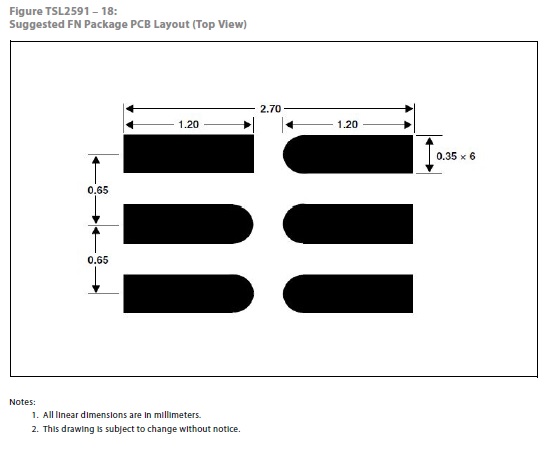 Figure TSL2591 – 18:
Suggested FN Package PCB Layout (Top View)
2.70
1.20
1.20
0.35 × 6
0.65
0.65
Notes:
1. All linear dimensions are in millimeters.
2. This drawing is subject to change without notice.